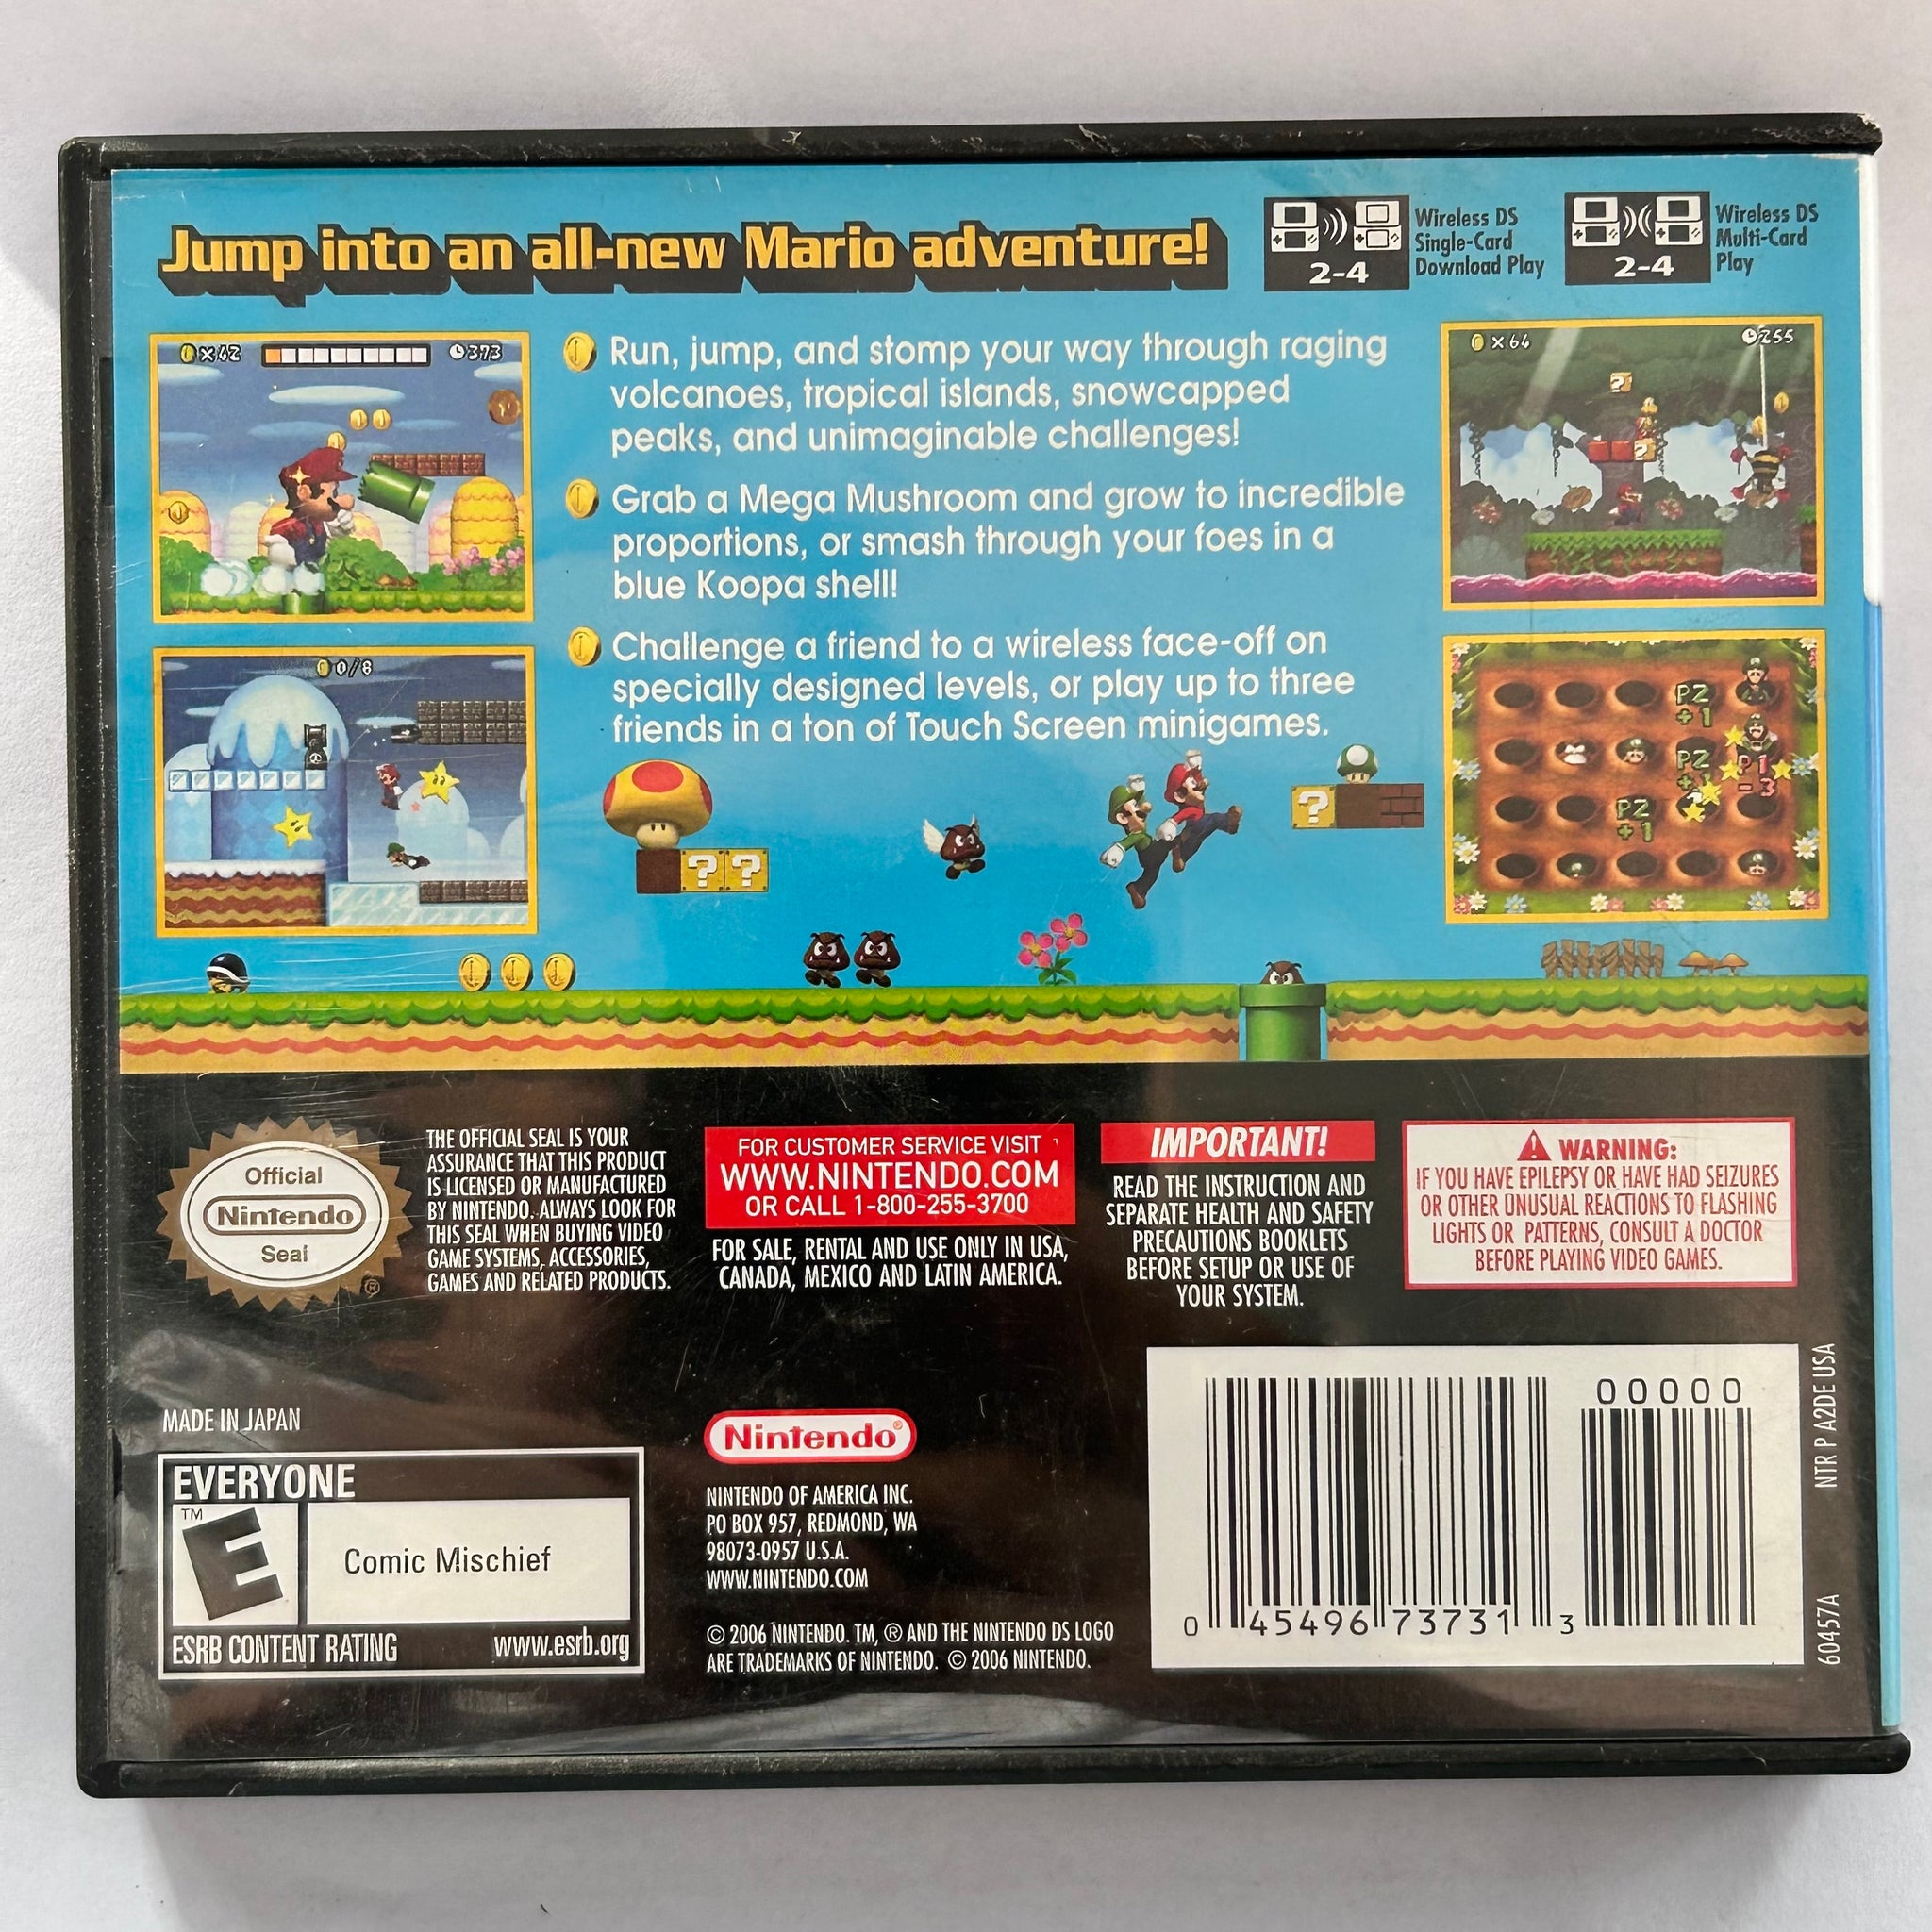 Jump into an all-new Mario adventure!
2-4
Wireless DS
Single-Card
Download Play
2-4
Wireless DS
Multi-Card
Play
×42
373
Run, jump, and stomp your way through raging
volcanoes, tropical islands, snowcapped
peaks, and unimaginable challenges!
Grab a Mega Mushroom and grow to incredible
proportions, or smash through your foes in a
blue Koopa shell!
Challenge a friend to a wireless face-off on
specially designed levels, or play up to three
friends in a ton of Touch Screen minigames.
×64
255
?
?
0/8
P2
+1
P2
+1
P1
-3
P2
+1
? ?
?
Official
Nintendo
Seal
®
THE OFFICIAL SEAL IS YOUR
ASSURANCE THAT THIS PRODUCT
IS LICENSED OR MANUFACTURED
BY NINTENDO. ALWAYS LOOK FOR
THIS SEAL WHEN BUYING VIDEO
GAME SYSTEMS, ACCESSORIES,
GAMES AND RELATED PRODUCTS.
FOR CUSTOMER SERVICE VISIT
WWW.NINTENDO.COM
OR CALL 1-800-255-3700
FOR SALE, RENTAL AND USE ONLY IN USA,
CANADA, MEXICO AND LATIN AMERICA.
IMPORTANT!
READ THE INSTRUCTION AND
SEPARATE HEALTH AND SAFETY
PRECAUTIONS BOOKLETS
BEFORE SETUP OR USE OF
YOUR SYSTEM.
WARNING:
IF YOU HAVE EPILEPSY OR HAVE HAD SEIZURES
OR OTHER UNUSUAL REACTIONS TO FLASHING
LIGHTS OR PATTERNS, CONSULT A DOCTOR
BEFORE PLAYING VIDEO GAMES.
MADE IN JAPAN
EVERYONE
TM
E
Comic Mischief
ESRB CONTENT RATING www.esrb.org
Nintendo®
NINTENDO OF AMERICA INC.
PO BOX 957, REDMOND, WA
98073-0957 U.S.A.
WWW.NINTENDO.COM
© 2006 NINTENDO. TM, ® AND THE NINTENDO DS LOGO
ARE TRADEMARKS OF NINTENDO. © 2006 NINTENDO.
00000
0 45496 73731 3
NTR P A2DE USA
60457A